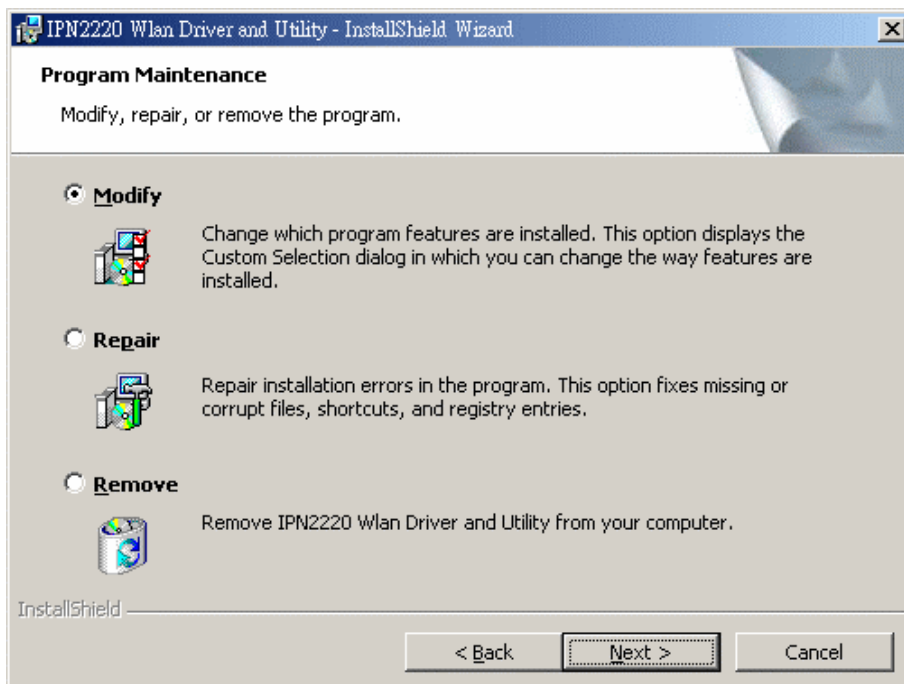 IPN2220 Wlan Driver and Utility - InstallShield Wizard
Program Maintenance
Modify, repair, or remove the program.
Modify
Change which program features are installed. This option displays the
Custom Selection dialog in which you can change the way features are
installed.
Repair
Repair installation errors in the program. This option fixes missing or
corrupt files, shortcuts, and registry entries.
Remove
Remove IPN2220 Wlan Driver and Utility from your computer.
InstallShield
< Back Next > Cancel